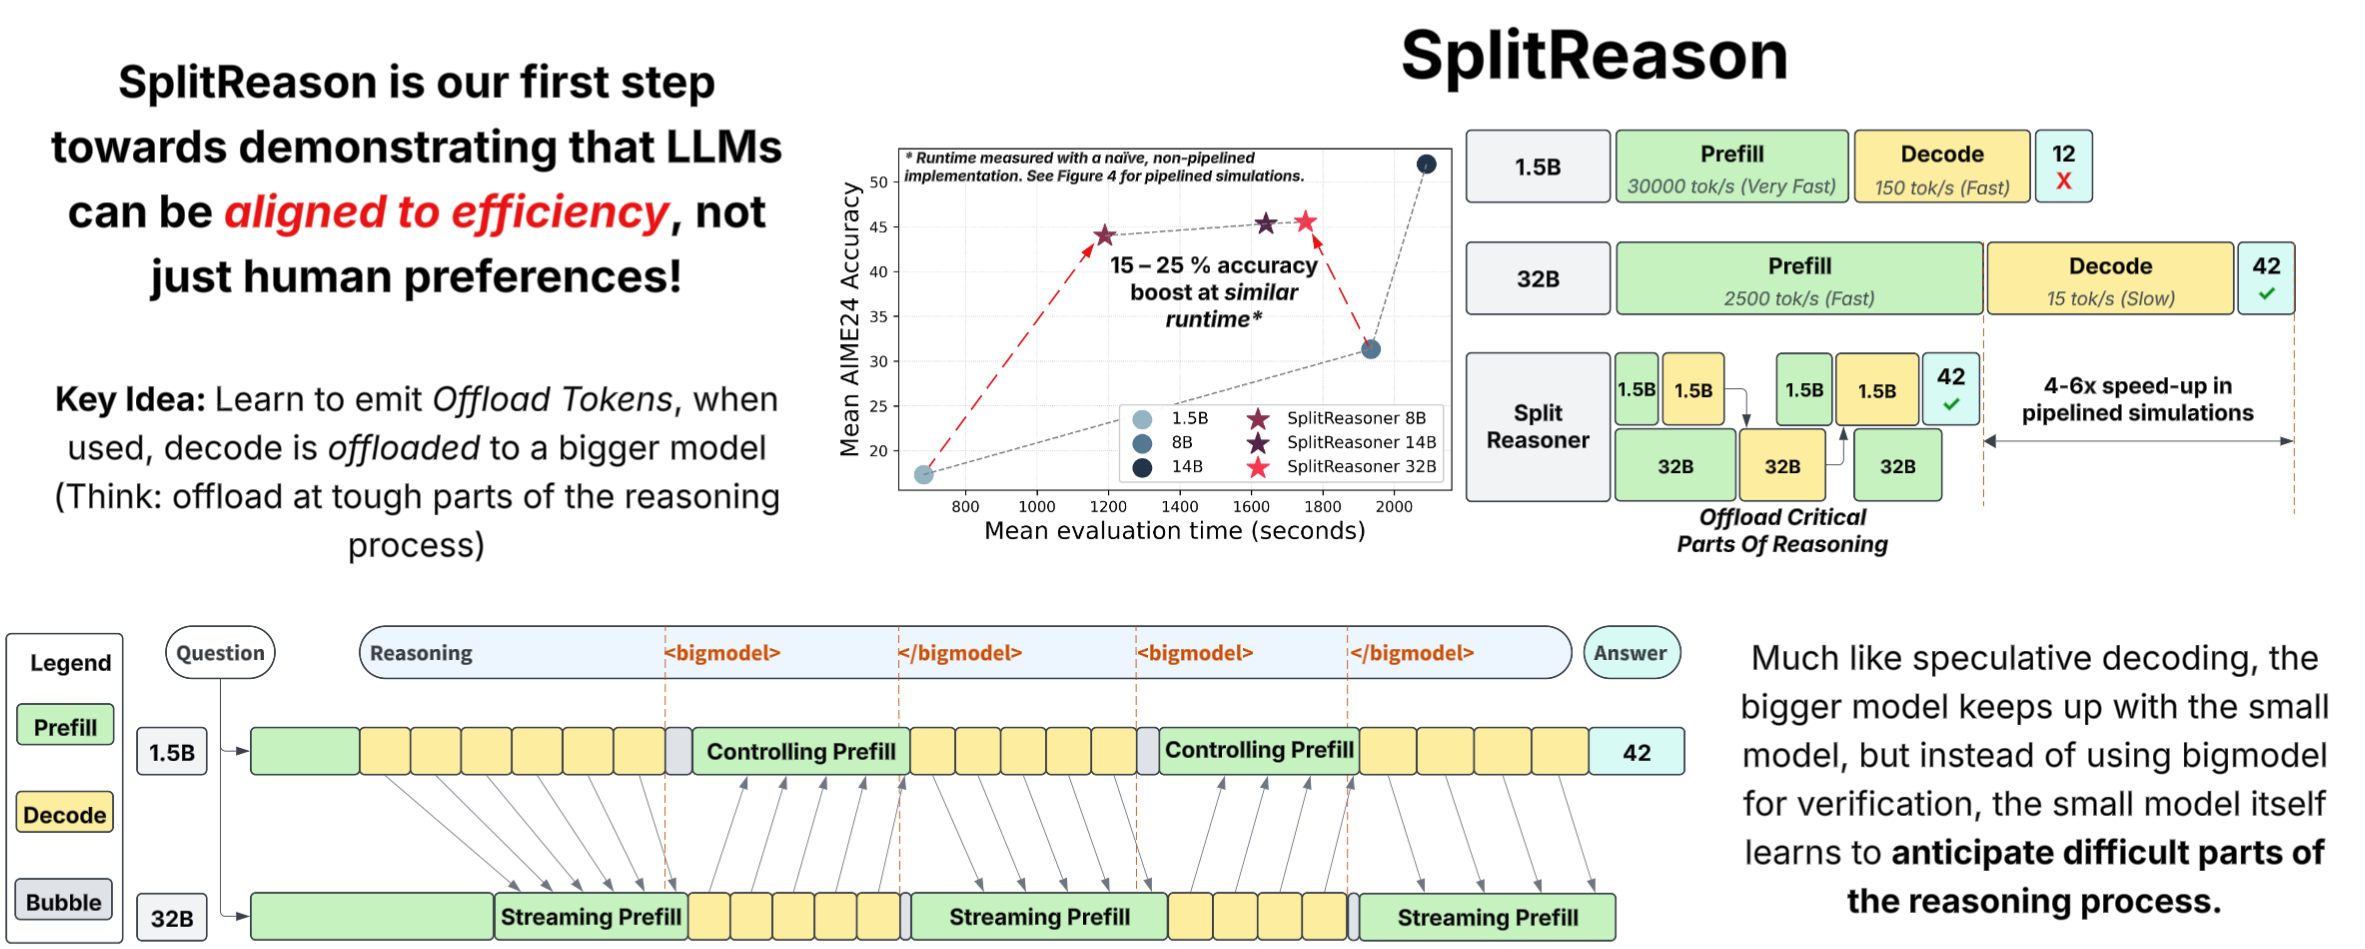 SplitReason is our first step
towards demonstrating that LLMs
can be aligned to efficiency, not
just human preferences!
Key Idea: Learn to emit Offload Tokens, when
used, decode is offloaded to a bigger model
(Think: offload at tough parts of the reasoning
process)
* Runtime measured with a naïve, non-pipelined
implementation. See Figure 4 for pipelined simulations.
Mean AIME24 Accuracy
50
45
40
35
30
25
20
15 – 25 % accuracy
boost at similar
runtime*
1.5B
8B
14B
SplitReasoner 8B
SplitReasoner 14B
SplitReasoner 32B
800 1000 1200 1400 1600 1800 2000
Mean evaluation time (seconds)
SplitReason
1.5B
Prefill
30000 tok/s (Very Fast)
Decode
150 tok/s (Fast)
12
X
32B
Prefill
2500 tok/s (Fast)
Decode
15 tok/s (Slow)
42
✓
Split
Reasoner
1.5B 1.5B 1.5B 1.5B
42
✓
32B 32B 32B
Offload Critical
Parts Of Reasoning
4-6x speed-up in
pipelined simulations
Legend
Prefill
Decode
Bubble
Question
Reasoning <bigmodel> </bigmodel> <bigmodel> </bigmodel>
Answer
1.5B
Controlling Prefill
Controlling Prefill
42
32B
Streaming Prefill
Streaming Prefill
Streaming Prefill
Much like speculative decoding, the
bigger model keeps up with the small
model, but instead of using bigmodel
for verification, the small model itself
learns to anticipate difficult parts of
the reasoning process.